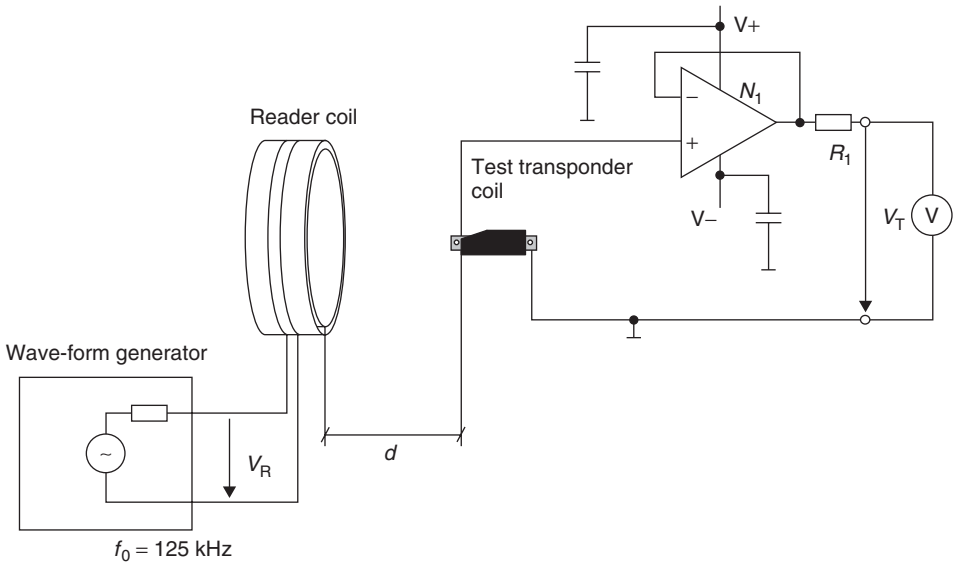 V+
N1
−
+
Reader coil
Test transponder
coil
R1
V−
VT
V
Wave-form generator
~
VR
d
f0 = 125 kHz